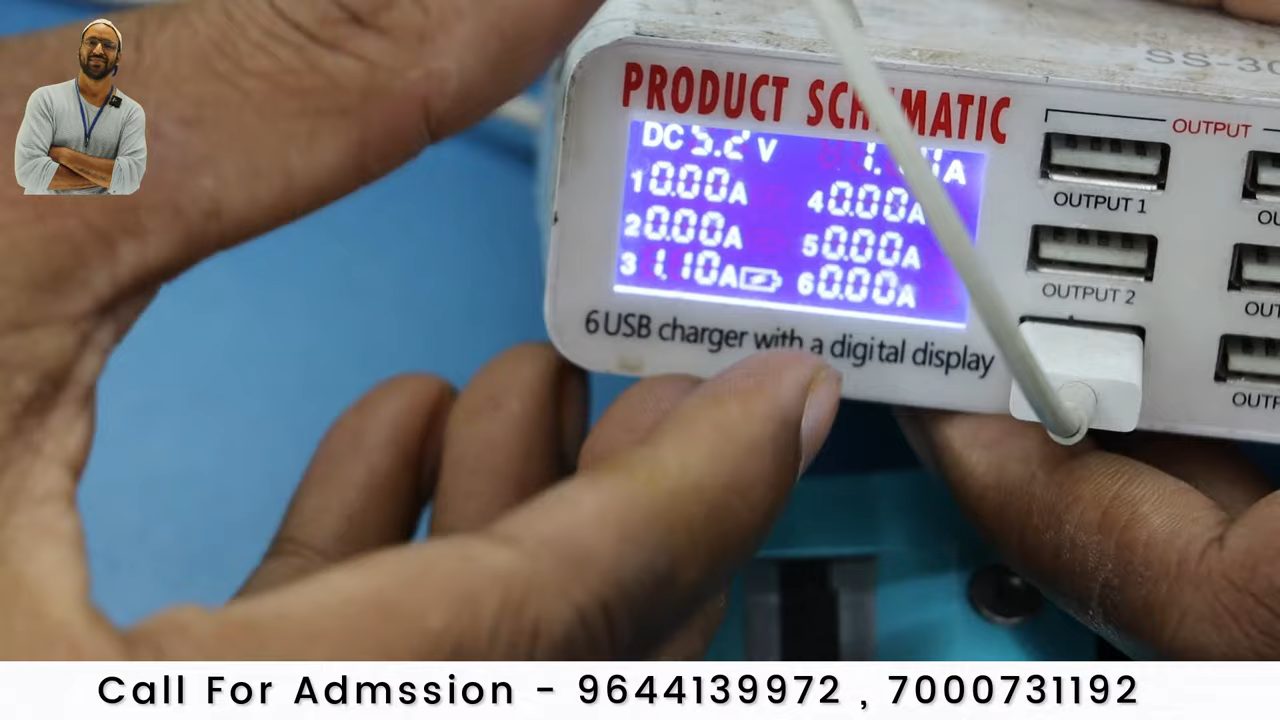 SS-30
PRODUCT SCHEMATIC
DC 5.2 V
1 0.00A 4 0.00A
2 0.00A 5 0.00A
3 1.10A 6 0.00A
6 USB charger with a digital display
OUTPUT
OUTPUT 1
OUTPUT 2
Call For Admssion - 9644139972 , 7000731192